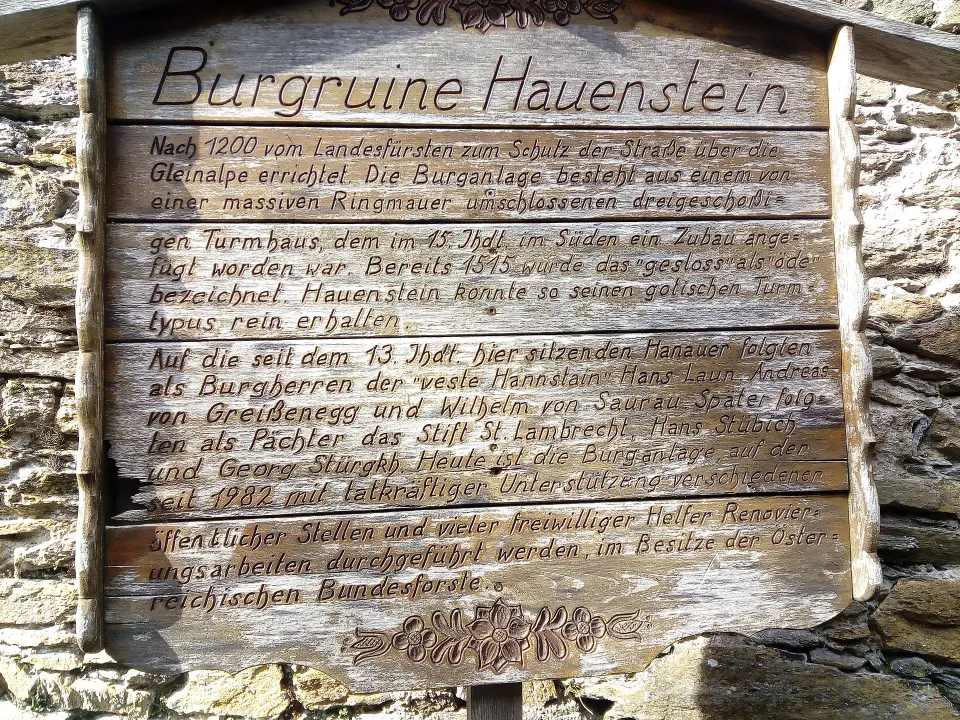 Burgruine Hauenstein
Nach 1200 vom Landesfürsten zum Schutz der Straße über die
Gleinalpe errichtet. Die Burganlage besteht aus einem von
einer massiven Ringmauer umschlossenen dreigeschoßi=
gen Turmhaus, dem im 15. Jhdt. im Süden ein Zubau ange=
fügt worden war. Bereits 1515 wurde das "gesloss" als "öde"
bezeichnet. Hauenstein konnte so seinen gotischen Turm=
typus rein erhalten.
Auf die seit dem 13. Jhdt. hier sitzenden Hanauer folgten
als Burgherren der "veste Hannstain" Hans Laun, Andreas
von Greißenegg und Wilhelm von Saurau. Später folg=
ten als Pächter das Stift St. Lambrecht, Hans Stübich
und Georg Stürgkh. Heute ist die Burganlage, auf der
seit 1982 mit tatkräftiger Unterstützung verschiedener
öffentlicher Stellen und vieler freiwilliger Helfer Renovier=
ungsarbeiten durchgeführt werden, im Besitze der Öster=
reichischen Bundesforste.